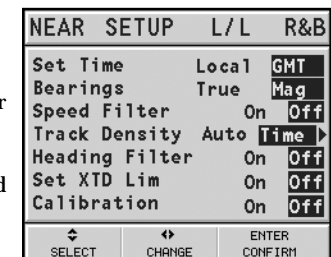 NEAR SETUP L/L R&B
Set Time Local GMT
Bearings True Mag
r
Speed Filter On Off
Track Density Auto Time
Heading Filter On Off
d
Set XTD Lim On Off
Calibration On Off
SELECT CHANGE ENTER CONFIRM